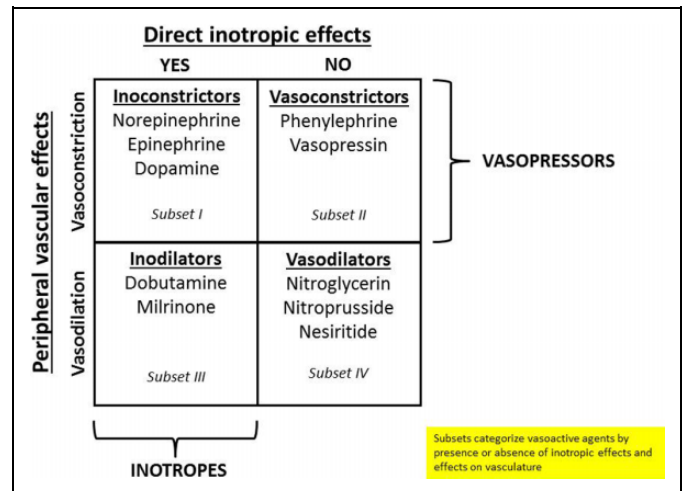 Direct inotropic effects
YES
NO
Peripheral vascular effects
Vasoconstriction
Inoconstrictors
Norepinephrine
Epinephrine
Dopamine
Subset I
Vasoconstrictors
Phenylephrine
Vasopressin
Subset II
VASOPRESSORS
Vasodilation
Inodilators
Dobutamine
Milrinone
Subset III
Vasodilators
Nitroglycerin
Nitroprusside
Nesiritide
Subset IV
INOTROPES
Subsets categorize vasoactive agents by
presence or absence of inotropic effects and
effects on vasculature